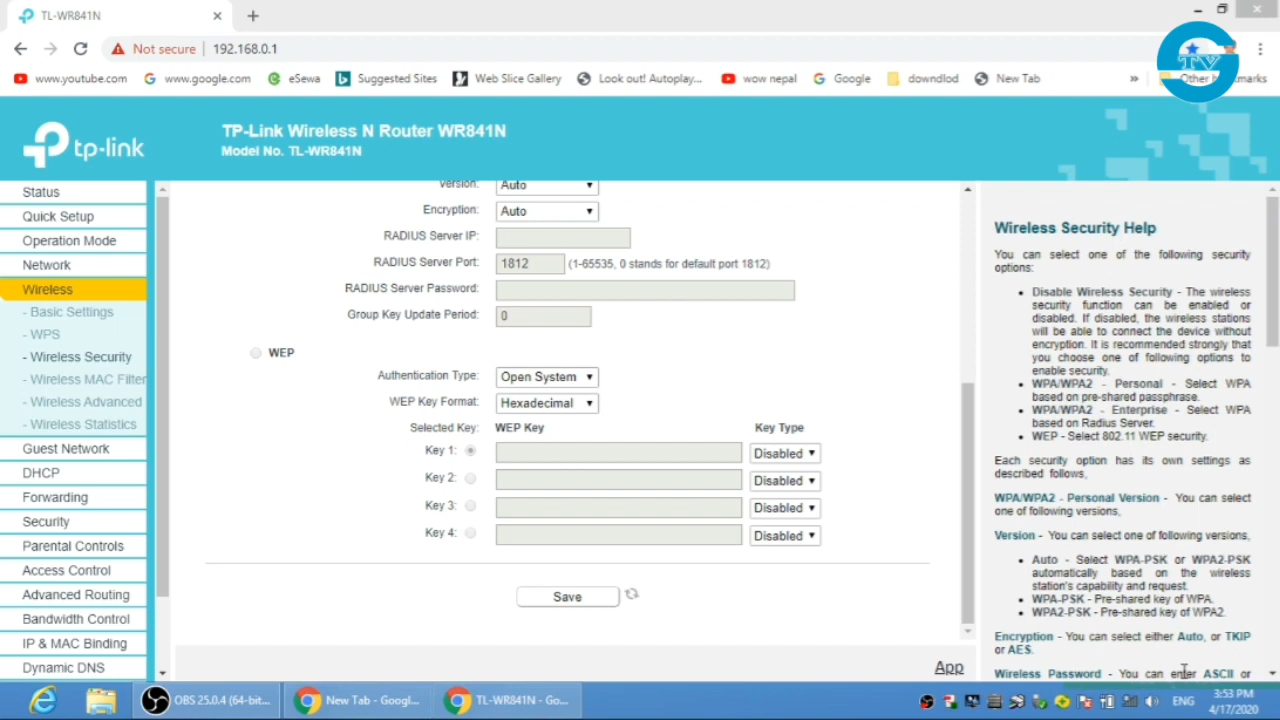 TL-WR841N
Not secure 192.168.0.1
www.youtube.com www.google.com eSewa Suggested Sites Web Slice Gallery Look out! Autoplay... wow nepal Google downdlod New Tab » Other bookmarks
TV
tp-link
TP-Link Wireless N Router WR841N
Model No. TL-WR841N
Status
Quick Setup
Operation Mode
Network
Wireless
- Basic Settings
- WPS
- Wireless Security
- Wireless MAC Filter
- Wireless Advanced
- Wireless Statistics
Guest Network
DHCP
Forwarding
Security
Parental Controls
Access Control
Advanced Routing
Bandwidth Control
IP & MAC Binding
Dynamic DNS
Version: Auto
Encryption: Auto
RADIUS Server IP:
RADIUS Server Port: 1812 (1-65535, 0 stands for default port 1812)
RADIUS Server Password:
Group Key Update Period: 0
WEP
Authentication Type: Open System
WEP Key Format: Hexadecimal
Selected Key: WEP Key Key Type
Key 1: Disabled
Key 2: Disabled
Key 3: Disabled
Key 4: Disabled
Save
App
Wireless Security Help
You can select one of the following security
options:
• Disable Wireless Security - The wireless
security function can be enabled or
disabled. If disabled, the wireless stations
will be able to connect the device without
encryption. It is recommended strongly that
you choose one of following options to
enable security.
• WPA/WPA2 - Personal - Select WPA
based on pre-shared passphrase.
• WPA/WPA2 - Enterprise - Select WPA
based on Radius Server.
• WEP - Select 802.11 WEP security.
Each security option has its own settings as
described follows,
WPA/WPA2 - Personal Version - You can select
one of following versions,
Version - You can select one of following versions,
• Auto - Select WPA-PSK or WPA2-PSK
automatically based on the wireless
station's capability and request.
• WPA-PSK - Pre-shared key of WPA.
• WPA2-PSK - Pre-shared key of WPA2.
Encryption - You can select either Auto, or TKIP
or AES.
Wireless Password - You can enter ASCII or
OBS 25.0.4 (64-bit... New Tab - Googl... TL-WR841N - Go... ENG 3:53 PM
4/17/2020